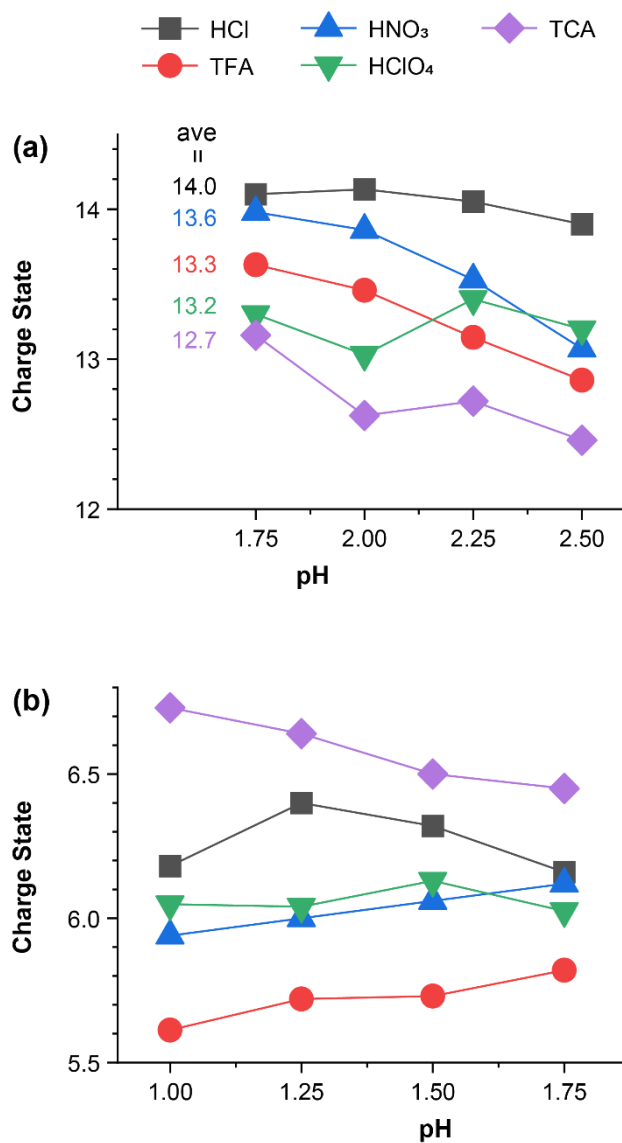 HCl HNO₃ TCA
TFA HClO₄
(a)
ave
=
14.0
13.6
13.3
13.2
12.7
14
13
12
Charge State
1.75 2.00 2.25 2.50
pH
(b)
6.5
6.0
5.5
Charge State
1.00 1.25 1.50 1.75
pH